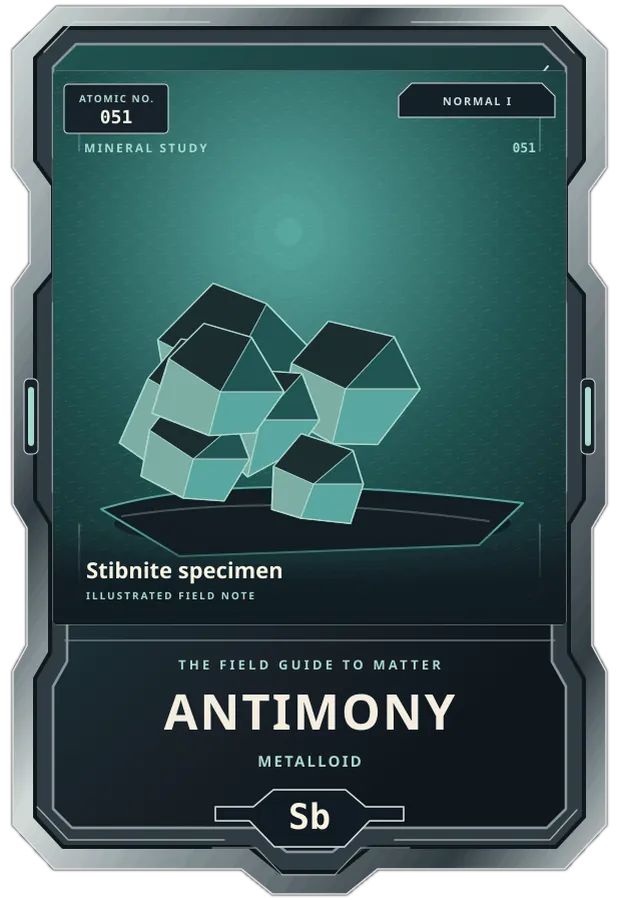 ATOMIC NO.
051
NORMAL I
MINERAL STUDY
051
Stibnite specimen
ILLUSTRATED FIELD NOTE
THE FIELD GUIDE TO MATTER
ANTIMONY
METALLOID
Sb